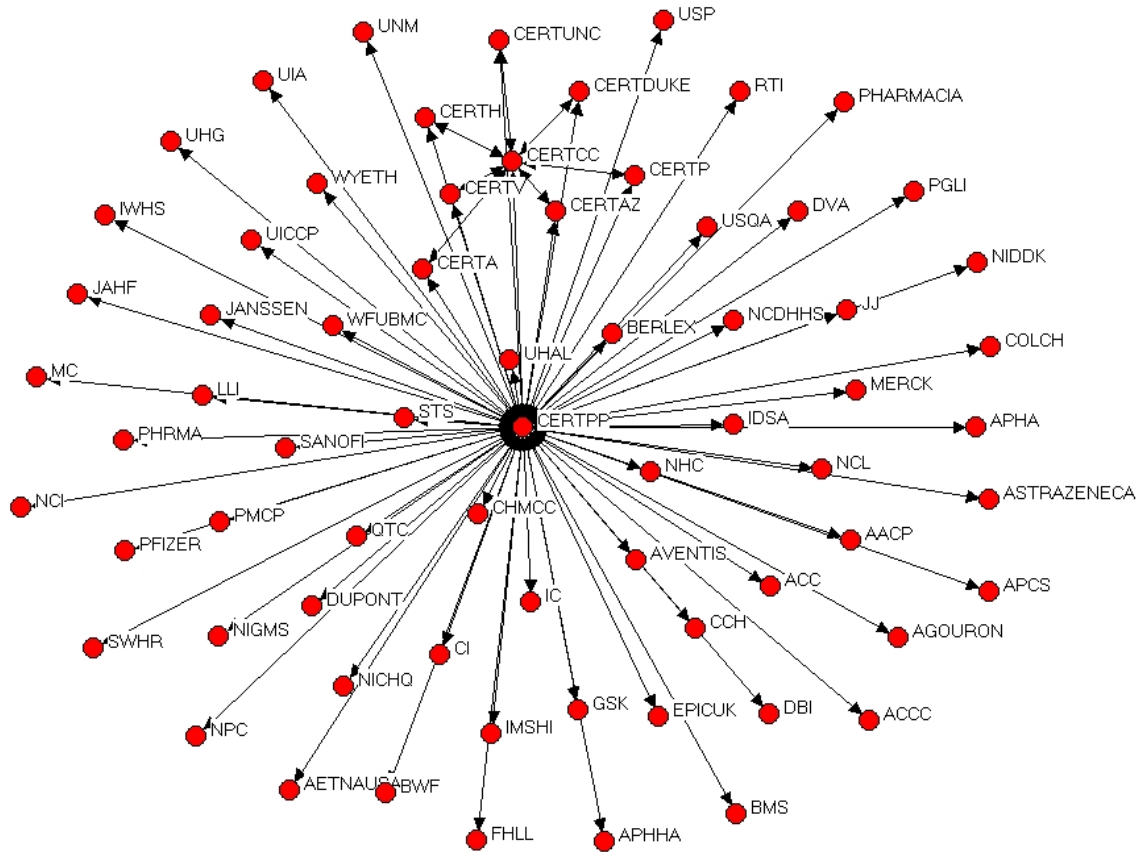 USP
UNM
CERTUNC
UIA
CERTDUKE
RTI
PHARMACIA
CERTH
UHG
CERTCC
CERTP
WYETH
CERTV
PGLI
IWHS
CERTAZ
DVA
USQA
UICCP
CERTA
NIDDK
JAHF
JANSSEN
JJ
WFUBMC
BERLEX
NCDHHS
COLCH
UHAL
MC
LLI
MERCK
STS
CERTPP
IDSA
APHA
PHRMA
SANOFI
NHC
NCL
ASTRAZENECA
NCI
CHMCC
PMCP
QTC
AACP
PFIZER
AVENTIS
ACC
APCS
DUPONT
IC
NIGMS
CCH
AGOURON
SWHR
CI
NICHQ
GSK
EPICUK
DBI
ACCC
NPC
IMSHI
AETNAUSA
BWF
BMS
FHLL
APHHA